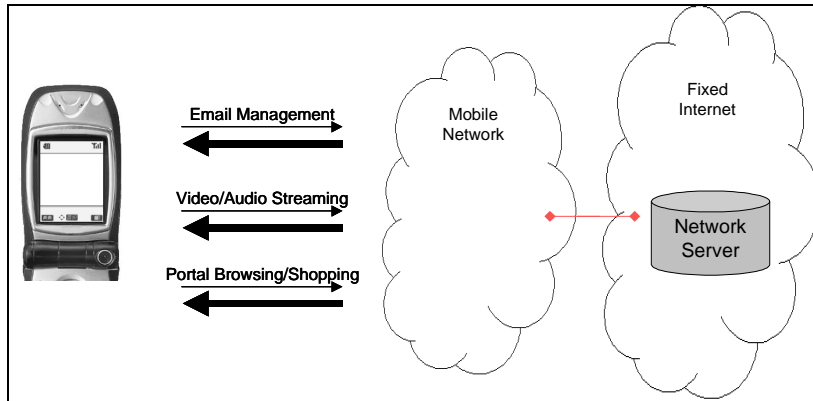 Email Management
Video/Audio Streaming
Portal Browsing/Shopping
Mobile
Network
Fixed
Internet
Network
Server